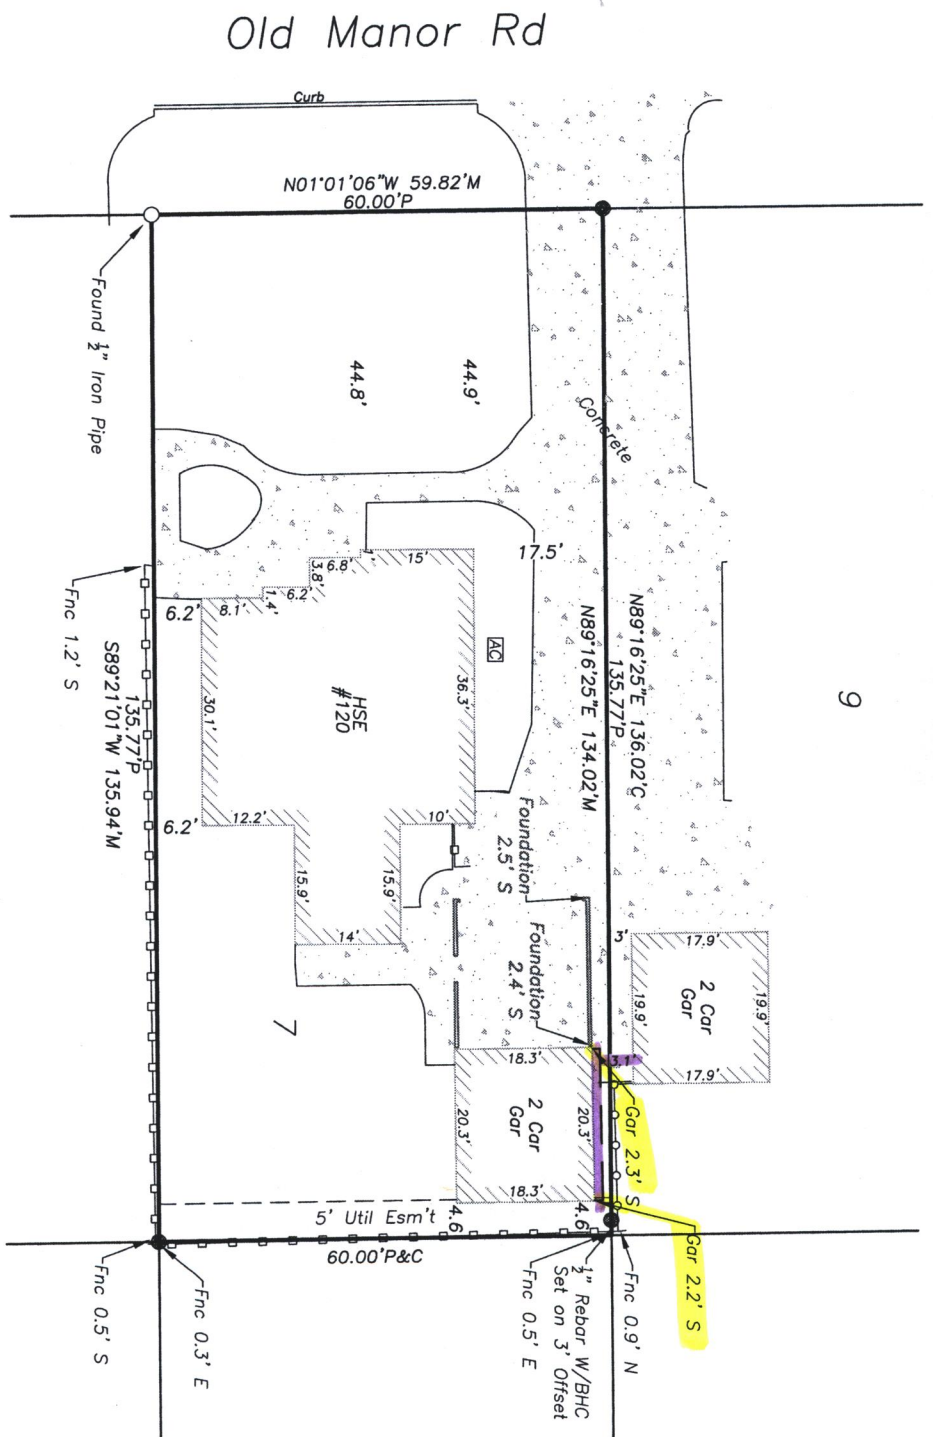 Old Manor Rd
Curb
N01°01'06"W 59.82'M
60.00'P
Found ½" Iron Pipe
44.8'
44.9'
Concrete
17.5'
15'
1'
6.8'
3.8'
6.2'
1.4'
8.1'
6.2'
Fnc 1.2' S
AC
HSE
#120
36.3'
30.1'
N89°16'25"E 136.02'C
135.77'P
N89°16'25"E 134.02'M
9
135.77'P
S89°21'01"W 135.94'M
6.2'
12.2'
10'
15.9'
15.9'
14'
Foundation
2.5' S
Foundation
2.4' S
3'
17.9'
19.9'
19.9'
2 Car
Gar
17.9'
3.1'
7
18.3'
20.3'
20.3'
2 Car
Gar
18.3'
Gar 2.3' S
Gar 2.2' S
4.6
4.6
5' Util Esm't
60.00'P&C
Fnc 0.5' S
Fnc 0.3' E
Fnc 0.5' E
½" Rebar W/BHC
Set on 3' Offset
Fnc 0.9' N